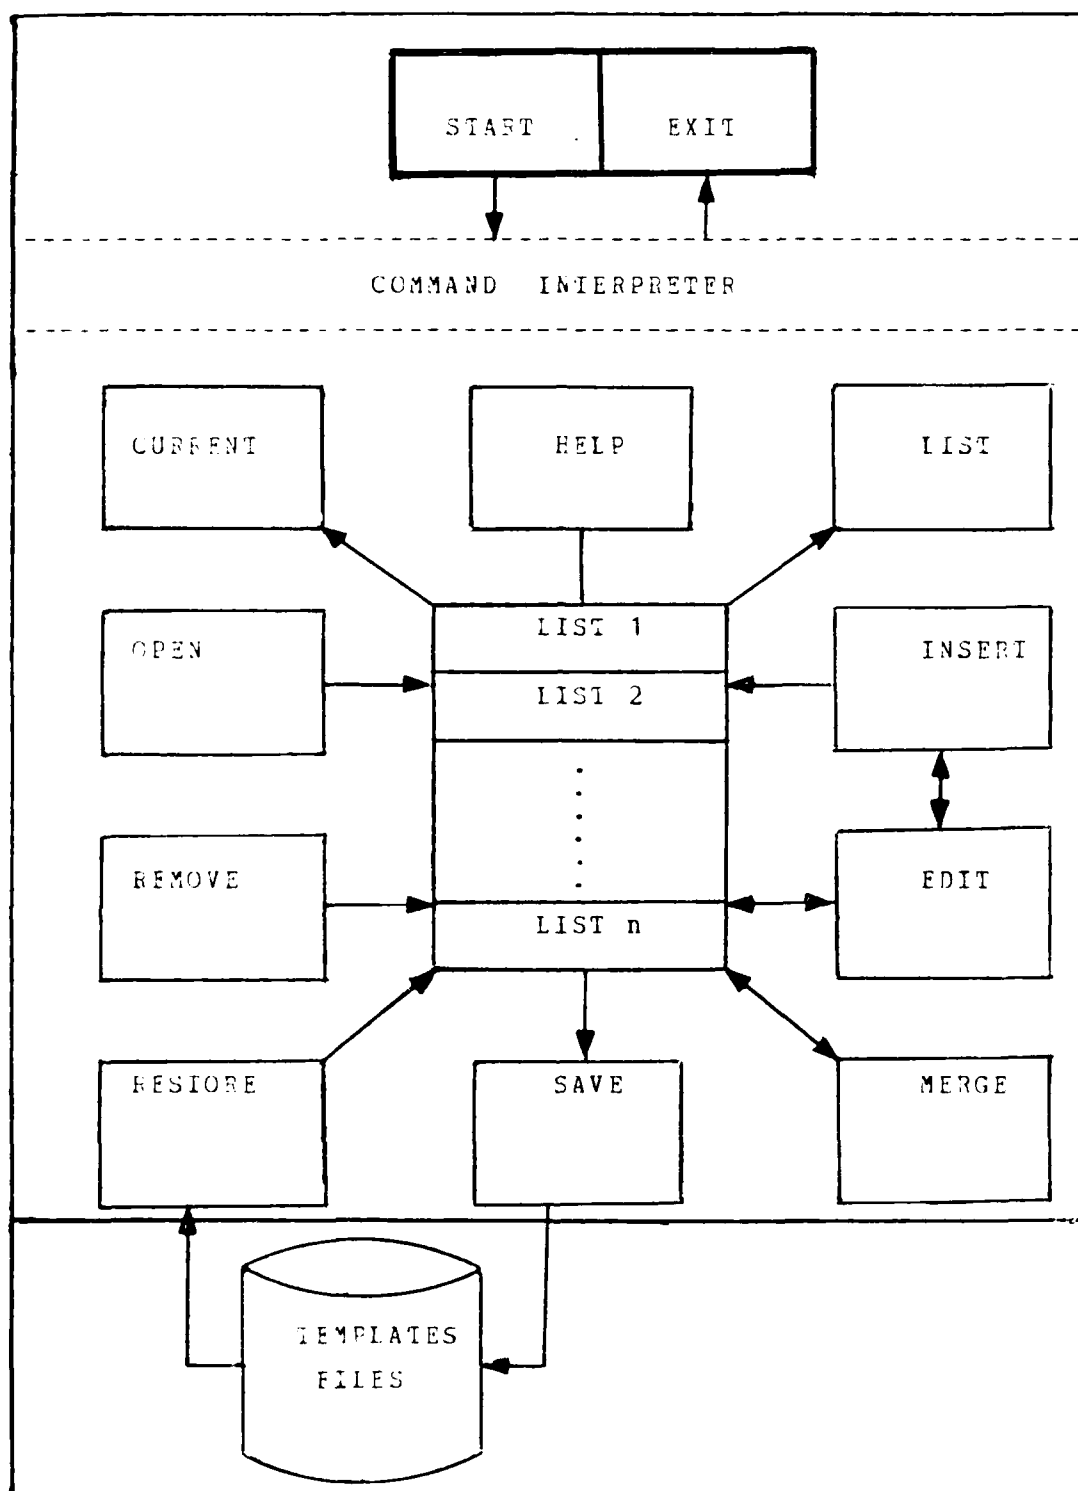 START EXIT
COMMAND INTERPRETER
CURRENT HELP LIST
LIST 1
OPEN INSERT
LIST 2
REMOVE EDIT
LIST n
RESTORE SAVE MERGE
TEMPLATES
FILES